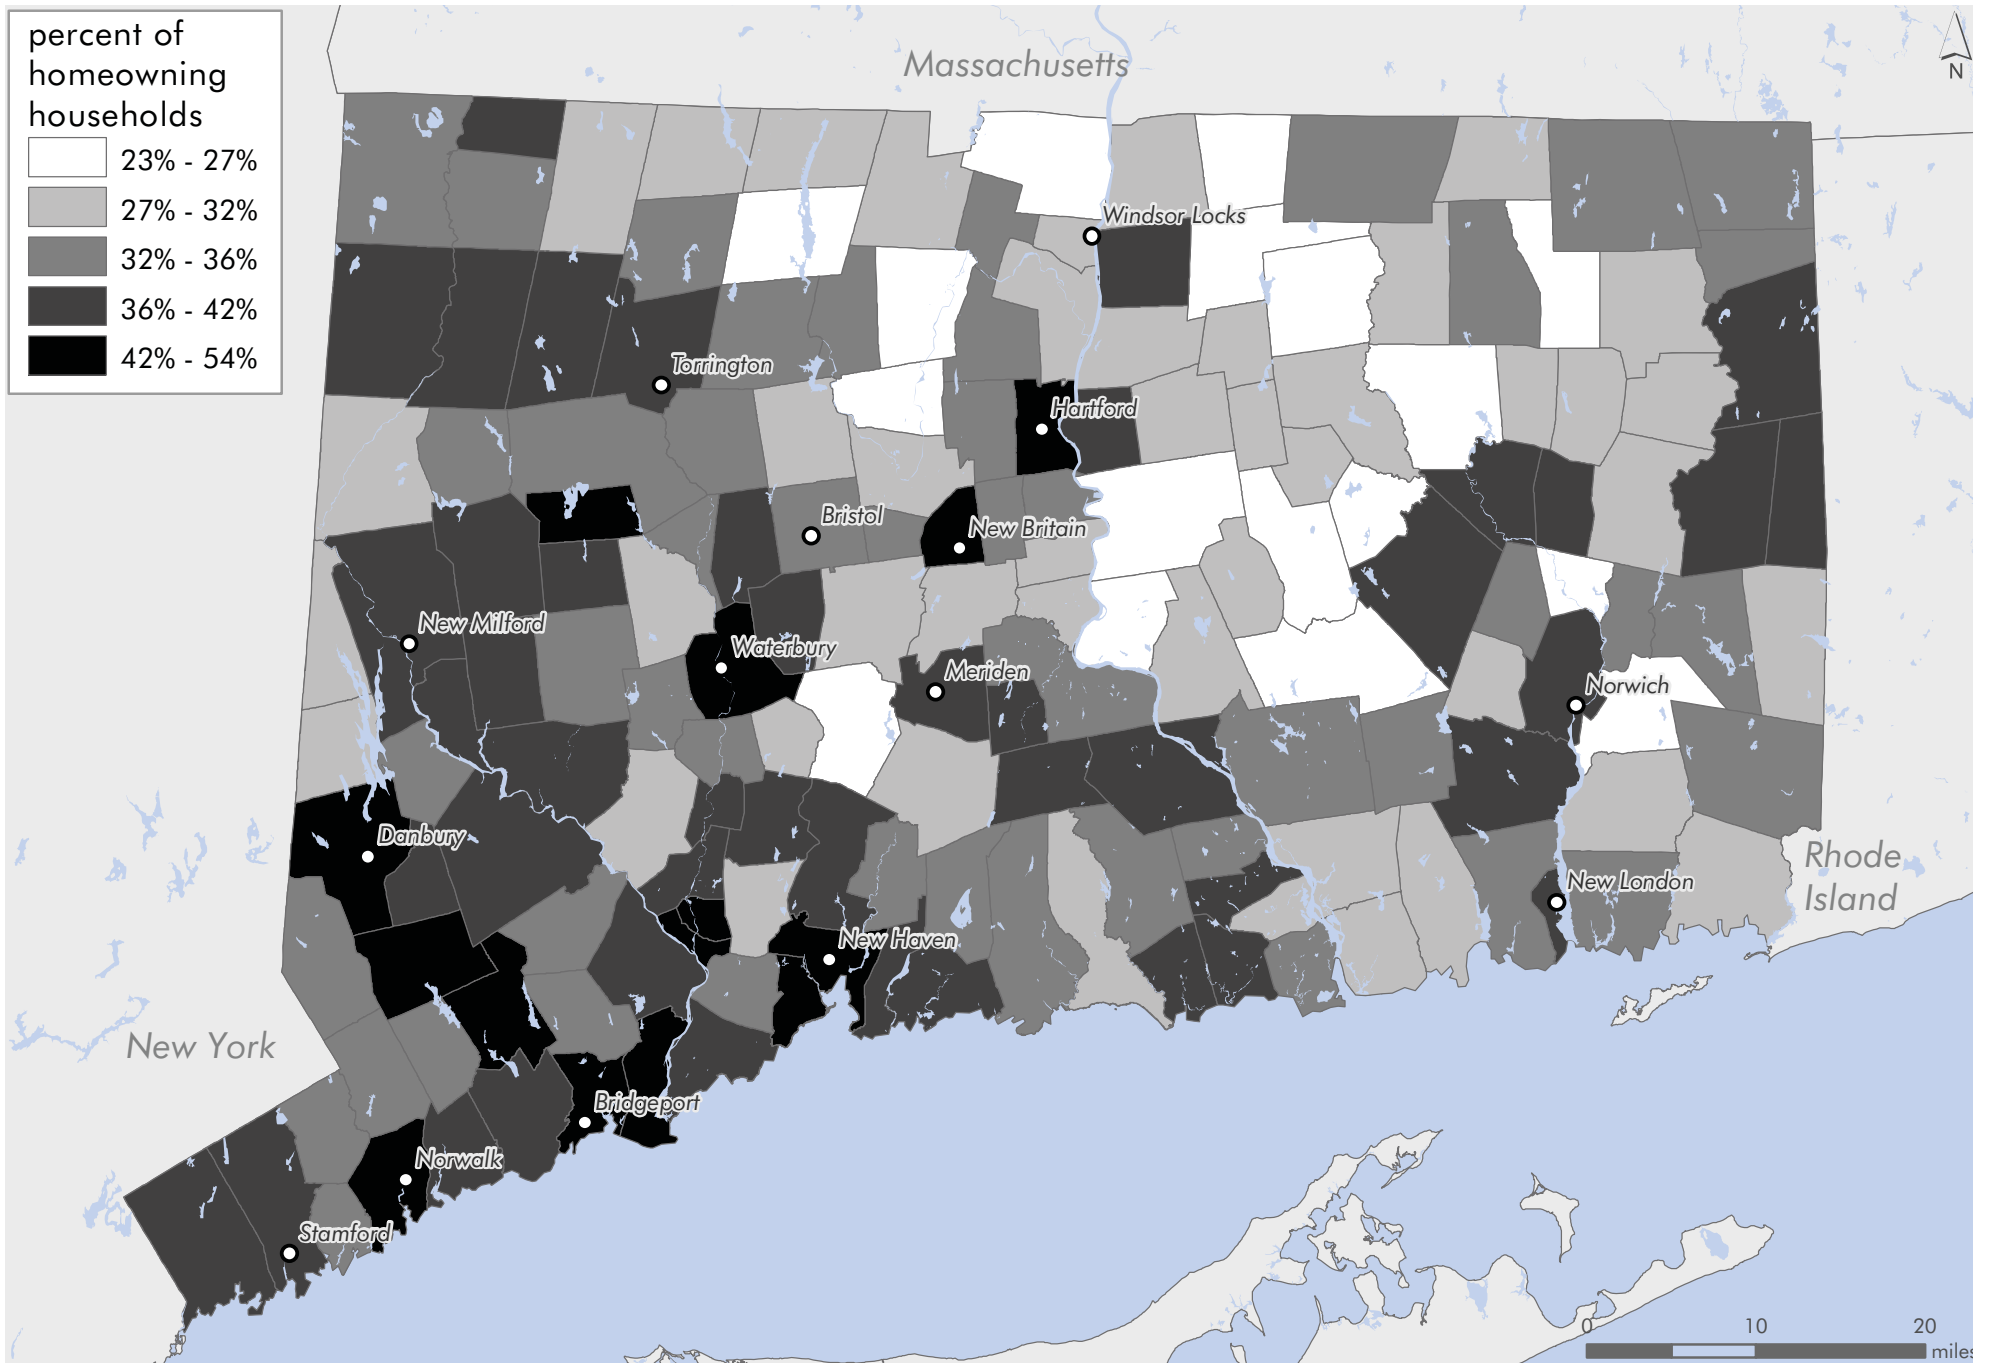 percent of
homeowning
households
23% - 27%
27% - 32%
32% - 36%
36% - 42%
42% - 54%
Massachusetts
N
Windsor Locks
Torrington
Hartford
Bristol
New Britain
New Milford
Waterbury
Meriden
Norwich
Danbury
Rhode
Island
New London
New Haven
New York
Bridgeport
Norwalk
Stamford
0 10 20
miles